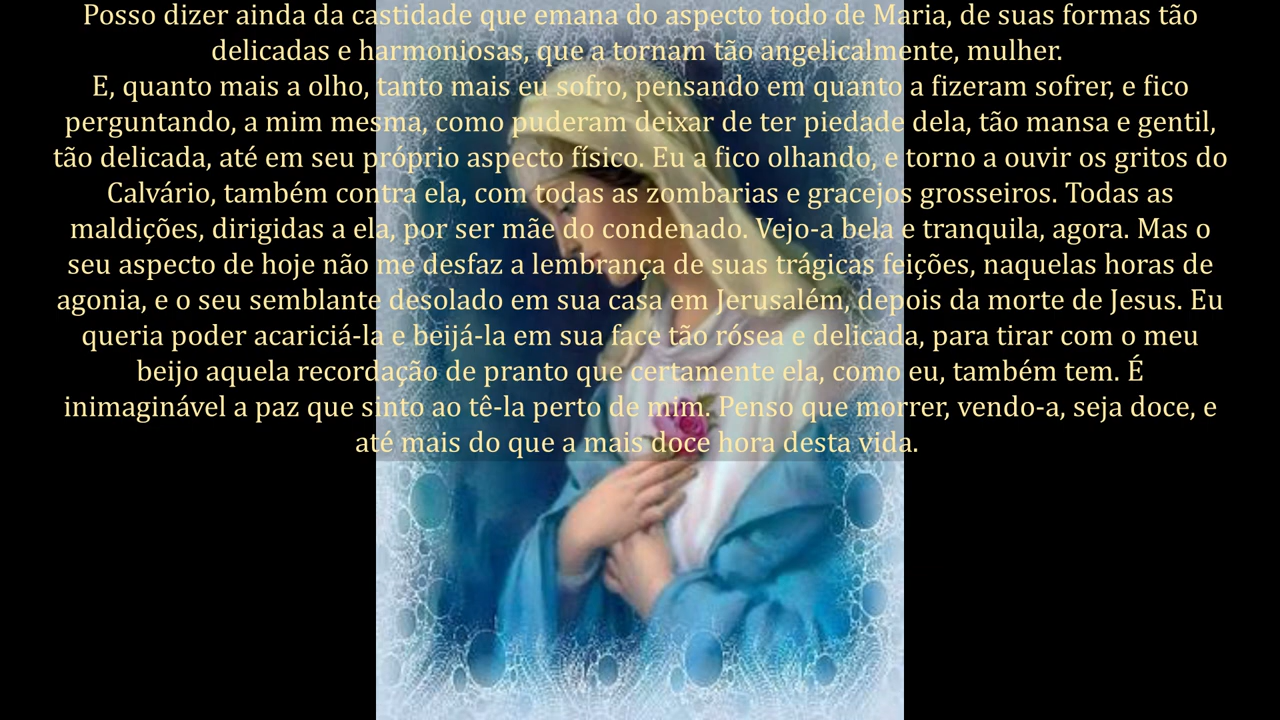 Posso dizer ainda da castidade que emana do aspecto todo de Maria, de suas formas tão
delicadas e harmoniosas, que a tornam tão angelicalmente, mulher.
E, quanto mais a olho, tanto mais eu sofro, pensando em quanto a fizeram sofrer, e fico
perguntando, a mim mesma, como puderam deixar de ter piedade dela, tão mansa e gentil,
tão delicada, até em seu próprio aspecto físico. Eu a fico olhando, e torno a ouvir os gritos do
Calvário, também contra ela, com todas as zombarias e gracejos grosseiros. Todas as
maldições, dirigidas a ela, por ser mãe do condenado. Vejo-a bela e tranquila, agora. Mas o
seu aspecto de hoje não me desfaz a lembrança de suas trágicas feições, naquelas horas de
agonia, e o seu semblante desolado em sua casa em Jerusalém, depois da morte de Jesus. Eu
queria poder acariciá-la e beijá-la em sua face tão rósea e delicada, para tirar com o meu
beijo aquela recordação de pranto que certamente ela, como eu, também tem. É
inimaginável a paz que sinto ao tê-la perto de mim. Penso que morrer, vendo-a, seja doce, e
até mais do que a mais doce hora desta vida.